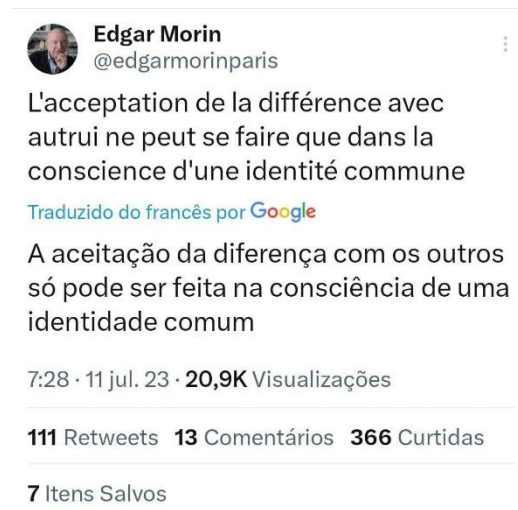 Edgar Morin
@edgarmorinparis
L'acceptation de la différence avec
autrui ne peut se faire que dans la
conscience d'une identité commune
Traduzido do francês por Google
A aceitação da diferença com os outros
só pode ser feita na consciência de uma
identidade comum
7:28 · 11 jul. 23 · 20,9K Visualizações
111 Retweets 13 Comentários 366 Curtidas
7 Itens Salvos